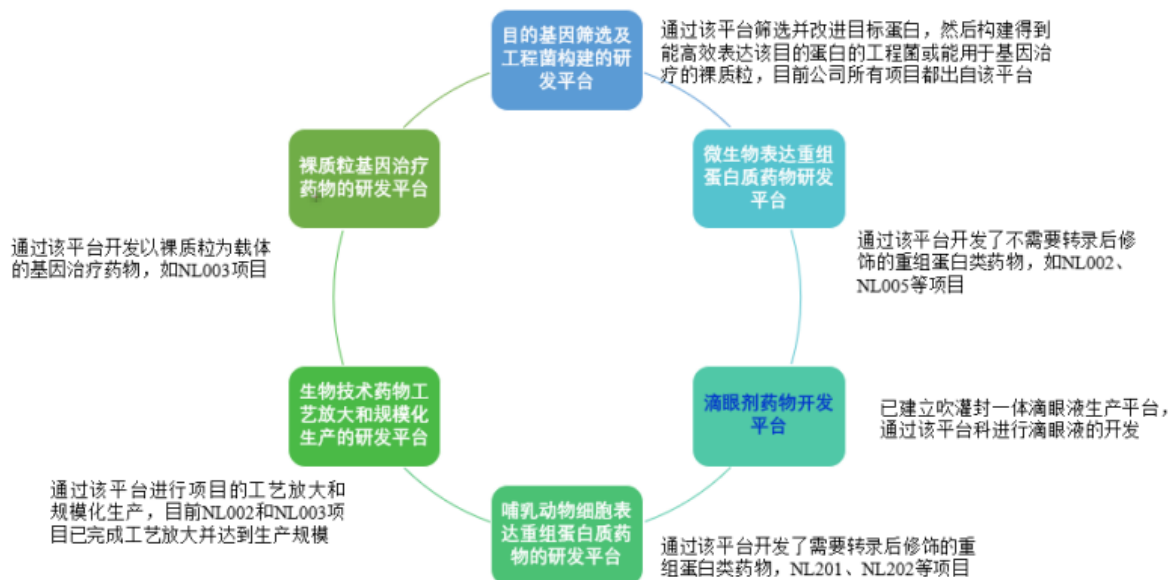 目的基因筛选及
工程菌构建的研
发平台
通过该平台筛选并改进目标蛋白，然后构建得到
能高效表达该目的蛋白的工程菌或能用于基因治
疗的裸质粒，目前公司所有项目都出自该平台
微生物表达重组
蛋白质药物研发
平台
通过该平台开发了不需要转录后修
饰的重组蛋白类药物，如NL002、
NL005等项目
滴眼剂药物开发
平台
已建立吹灌封一体滴眼液生产平台，
通过该平台科进行滴眼液的开发
哺乳动物细胞表
达重组蛋白质药
物的研发平台
通过该平台开发了需要转录后修饰的重
组蛋白类药物，NL201、NL202等项目
生物技术药物工
艺放大和规模化
生产的研发平台
通过该平台进行项目的工艺放大和
规模化生产，目前NL002和NL003项
目已完成工艺放大并达到生产规模
裸质粒基因治疗
药物的研发平台
通过该平台开发以裸质粒为载体
的基因治疗药物，如NL003项目